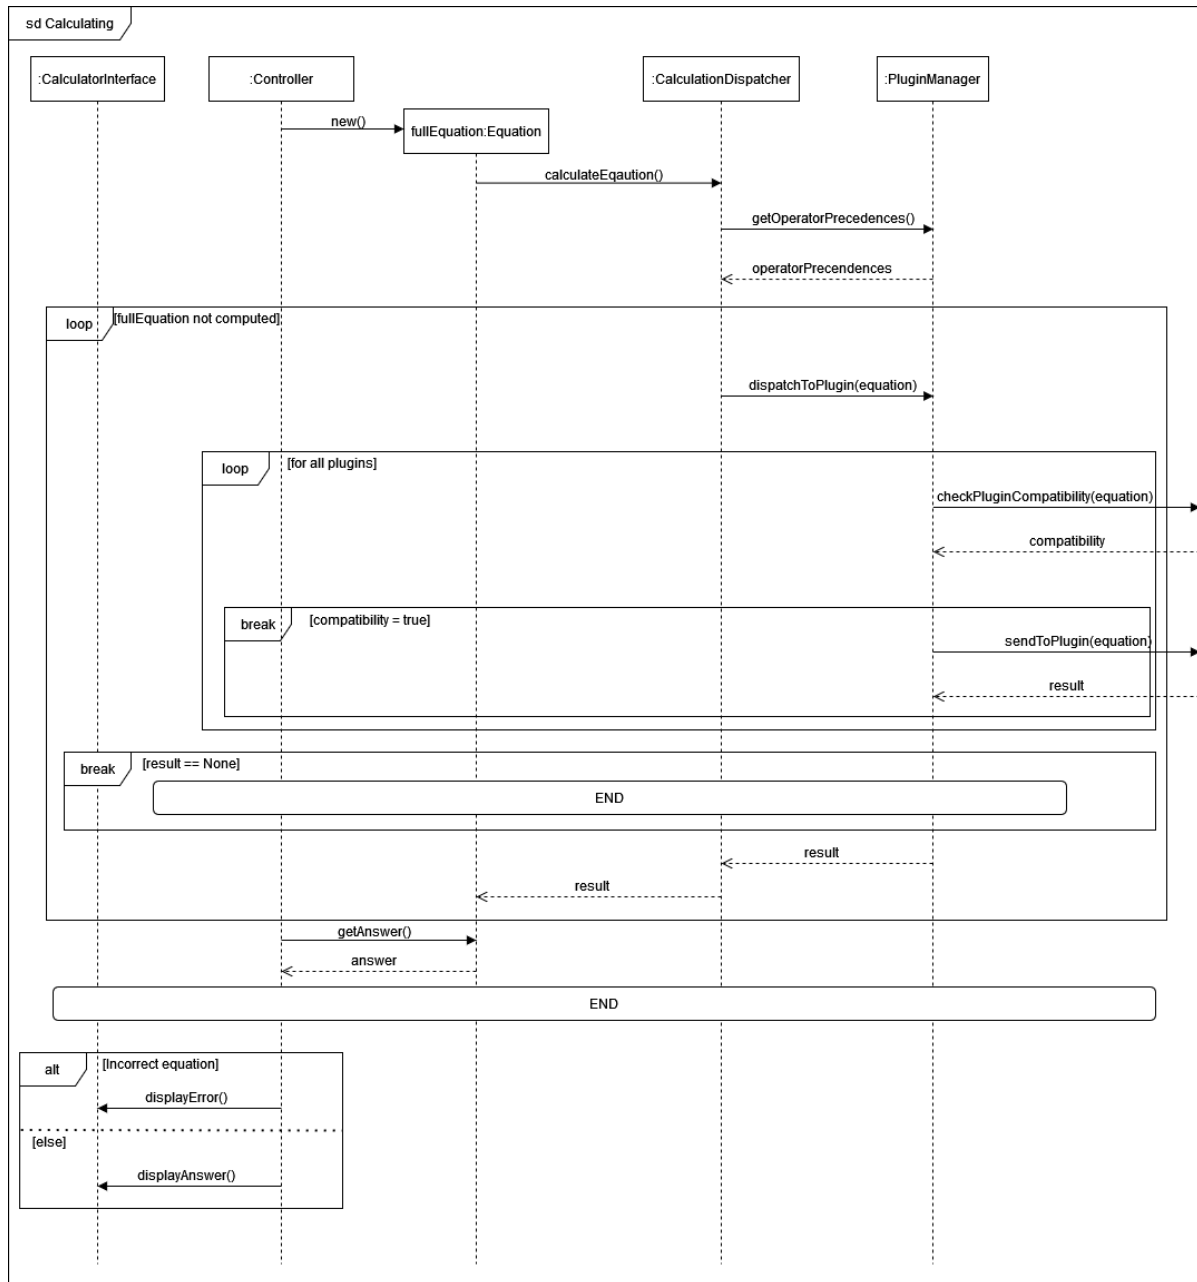 sd Calculating
:CalculatorInterface
:Controller
:CalculationDispatcher
:PluginManager
new()
fullEquation:Equation
calculateEqaution()
getOperatorPrecedences()
operatorPrecendences
loop
[fullEquation not computed]
dispatchToPlugin(equation)
loop
[for all plugins]
checkPluginCompatibility(equation)
compatibility
break
[compatibility = true]
sendToPlugin(equation)
result
break
[result == None]
END
result
result
getAnswer()
answer
END
alt
[Incorrect equation]
displayError()
[else]
displayAnswer()